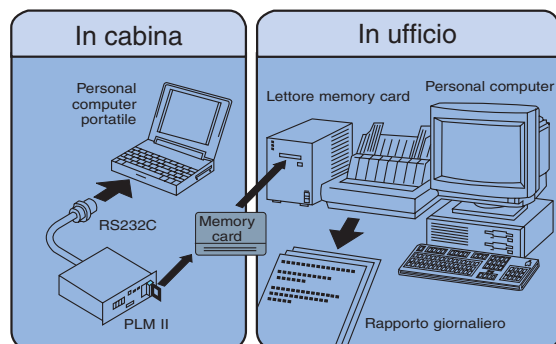 In cabina
Personal
computer
portatile
RS232C
Memory
card
PLM II
In ufficio
Lettore memory card
Personal computer
Rapporto giornaliero